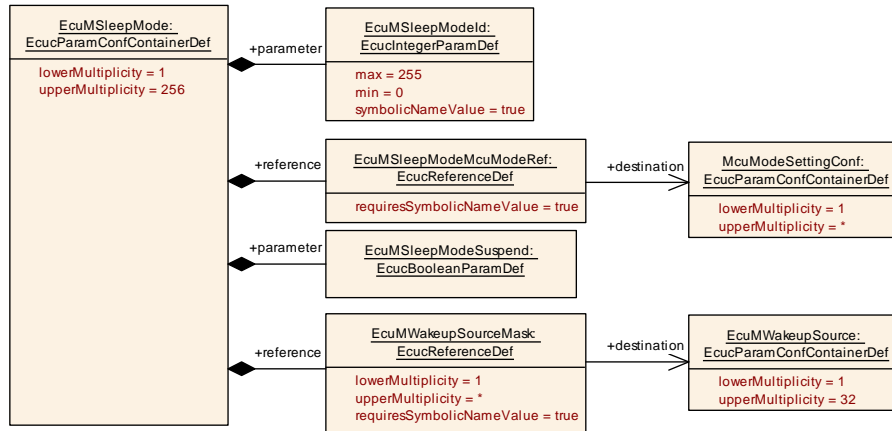 EcuMSleepMode:
EcucParamConfContainerDef
lowerMultiplicity = 1
upperMultiplicity = 256
+parameter
EcuMSleepModeId:
EcucIntegerParamDef
max = 255
min = 0
symbolicNameValue = true
+reference
EcuMSleepModeMcuModeRef:
EcucReferenceDef
requiresSymbolicNameValue = true
+destination
McuModeSettingConf:
EcucParamConfContainerDef
lowerMultiplicity = 1
upperMultiplicity = *
+parameter
EcuMSleepModeSuspend:
EcucBooleanParamDef
+reference
EcuMWakeupSourceMask:
EcucReferenceDef
lowerMultiplicity = 1
upperMultiplicity = *
requiresSymbolicNameValue = true
+destination
EcuMWakeupSource:
EcucParamConfContainerDef
lowerMultiplicity = 1
upperMultiplicity = 32